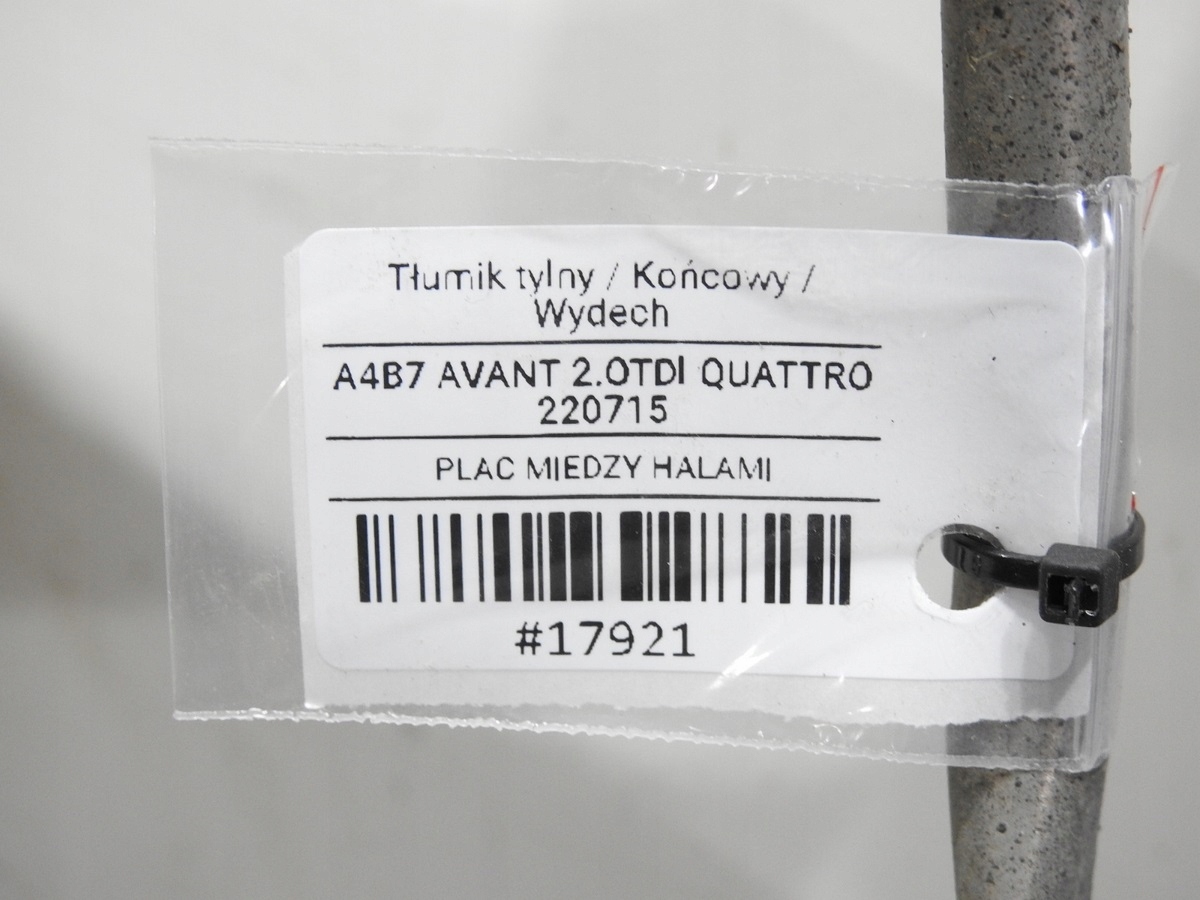 Tłumik tylny / Końcowy /
Wydech
A4B7 AVANT 2.0TDI QUATTRO
220715
PLAC MIEDZY HALAMI
#17921